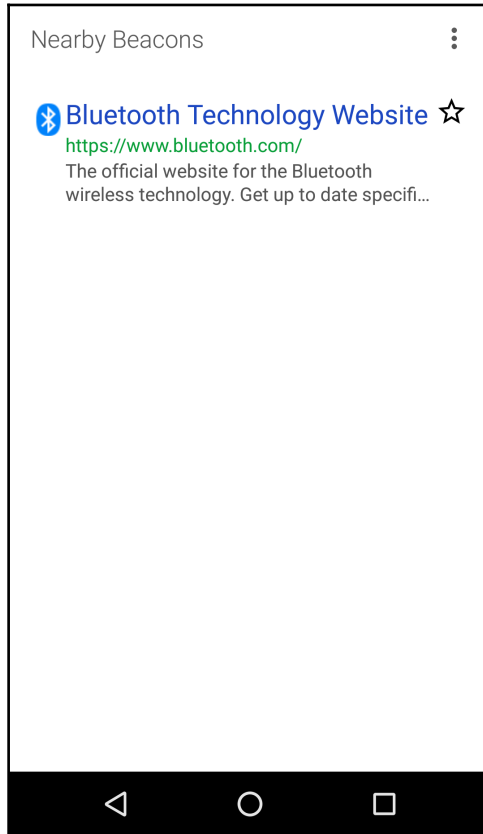 Nearby Beacons
Bluetooth Technology Website
https://www.bluetooth.com/
The official website for the Bluetooth
wireless technology. Get up to date specifi...